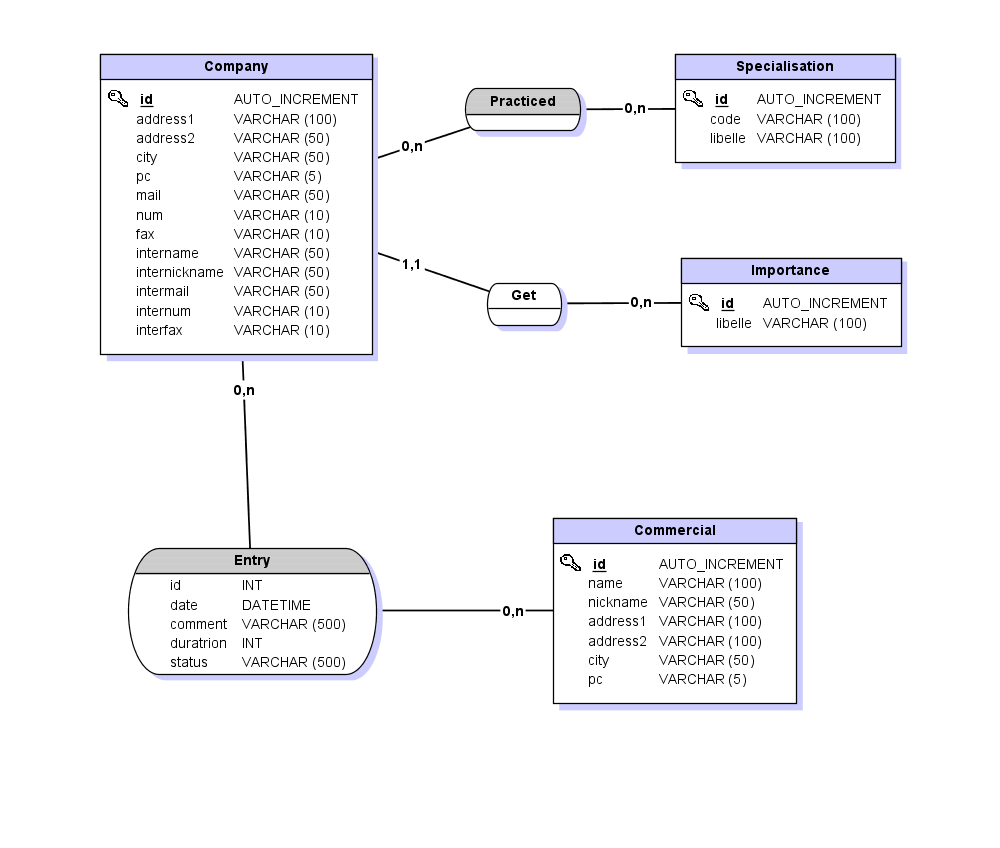 Company
id AUTO_INCREMENT
address1 VARCHAR (100)
address2 VARCHAR (50)
city VARCHAR (50)
pc VARCHAR (5)
mail VARCHAR (50)
num VARCHAR (10)
fax VARCHAR (10)
intername VARCHAR (50)
internickname VARCHAR (50)
intermail VARCHAR (50)
internum VARCHAR (10)
interfax VARCHAR (10)
0,n
Practiced
0,n
Specialisation
id AUTO_INCREMENT
code VARCHAR (100)
libelle VARCHAR (100)
1,1
Get
0,n
Importance
id AUTO_INCREMENT
libelle VARCHAR (100)
0,n
Entry
id INT
date DATETIME
comment VARCHAR (500)
duratrion INT
status VARCHAR (500)
0,n
Commercial
id AUTO_INCREMENT
name VARCHAR (100)
nickname VARCHAR (50)
address1 VARCHAR (100)
address2 VARCHAR (100)
city VARCHAR (50)
pc VARCHAR (5)